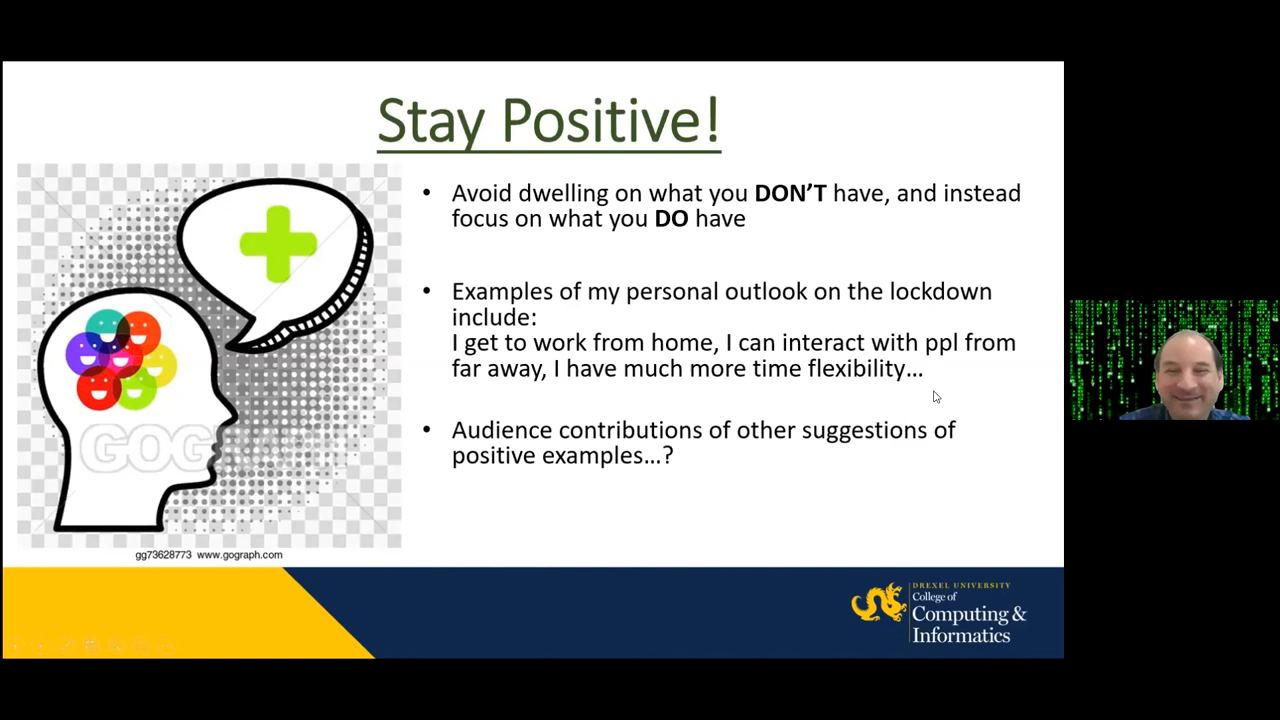 Stay Positive!
• Avoid dwelling on what you DON'T have, and instead
focus on what you DO have
• Examples of my personal outlook on the lockdown
include:
I get to work from home, I can interact with ppl from
far away, I have much more time flexibility...
• Audience contributions of other suggestions of
positive examples...?
GOG
gg73628773 www.gograph.com
DREXEL UNIVERSITY
College of
Computing &
Informatics